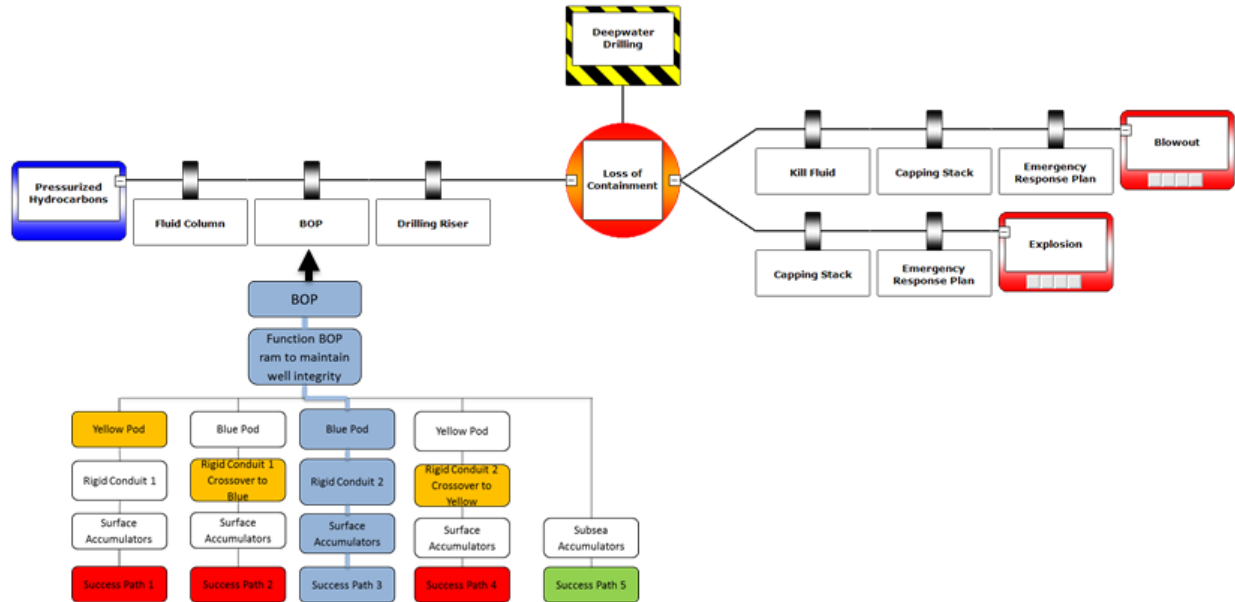 Deepwater
Drilling
Pressurized
Hydrocarbons
Fluid Column
BOP
Drilling Riser
Loss of
Containment
Kill Fluid
Capping Stack
Emergency
Response Plan
Blowout
Capping Stack
Emergency
Response Plan
Explosion
BOP
Function BOP
ram to maintain
well integrity
Yellow Pod
Rigid Conduit 1
Surface
Accumulators
Success Path 1
Blue Pod
Rigid Conduit 1
Crossover to
Blue
Surface
Accumulators
Success Path 2
Blue Pod
Rigid Conduit 2
Surface
Accumulators
Success Path 3
Yellow Pod
Rigid Conduit 2
Crossover to
Yellow
Surface
Accumulators
Success Path 4
Subsea
Accumulators
Success Path 5